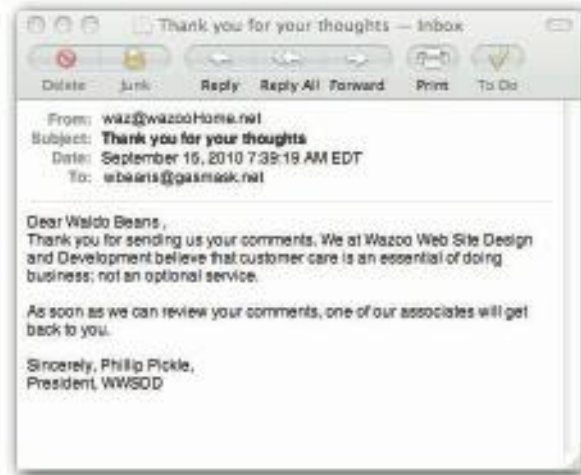 Thank you for your thoughts — Inbox
Delete Junk Reply Reply All Forward Print To Do
From: waz@wazooHome.net
Subject: Thank you for your thoughts
Date: September 15, 2010 7:39:19 AM EDT
To: wbeans@gasmask.net
Dear Waldo Beans,
Thank you for sending us your comments. We at Wazoo Web Site Design
and Development believe that customer care is an essential of doing
business; not an optional service.
As soon as we can review your comments, one of our associates will get
back to you.
Sincerely, Phillip Pickle,
President, WWSDD